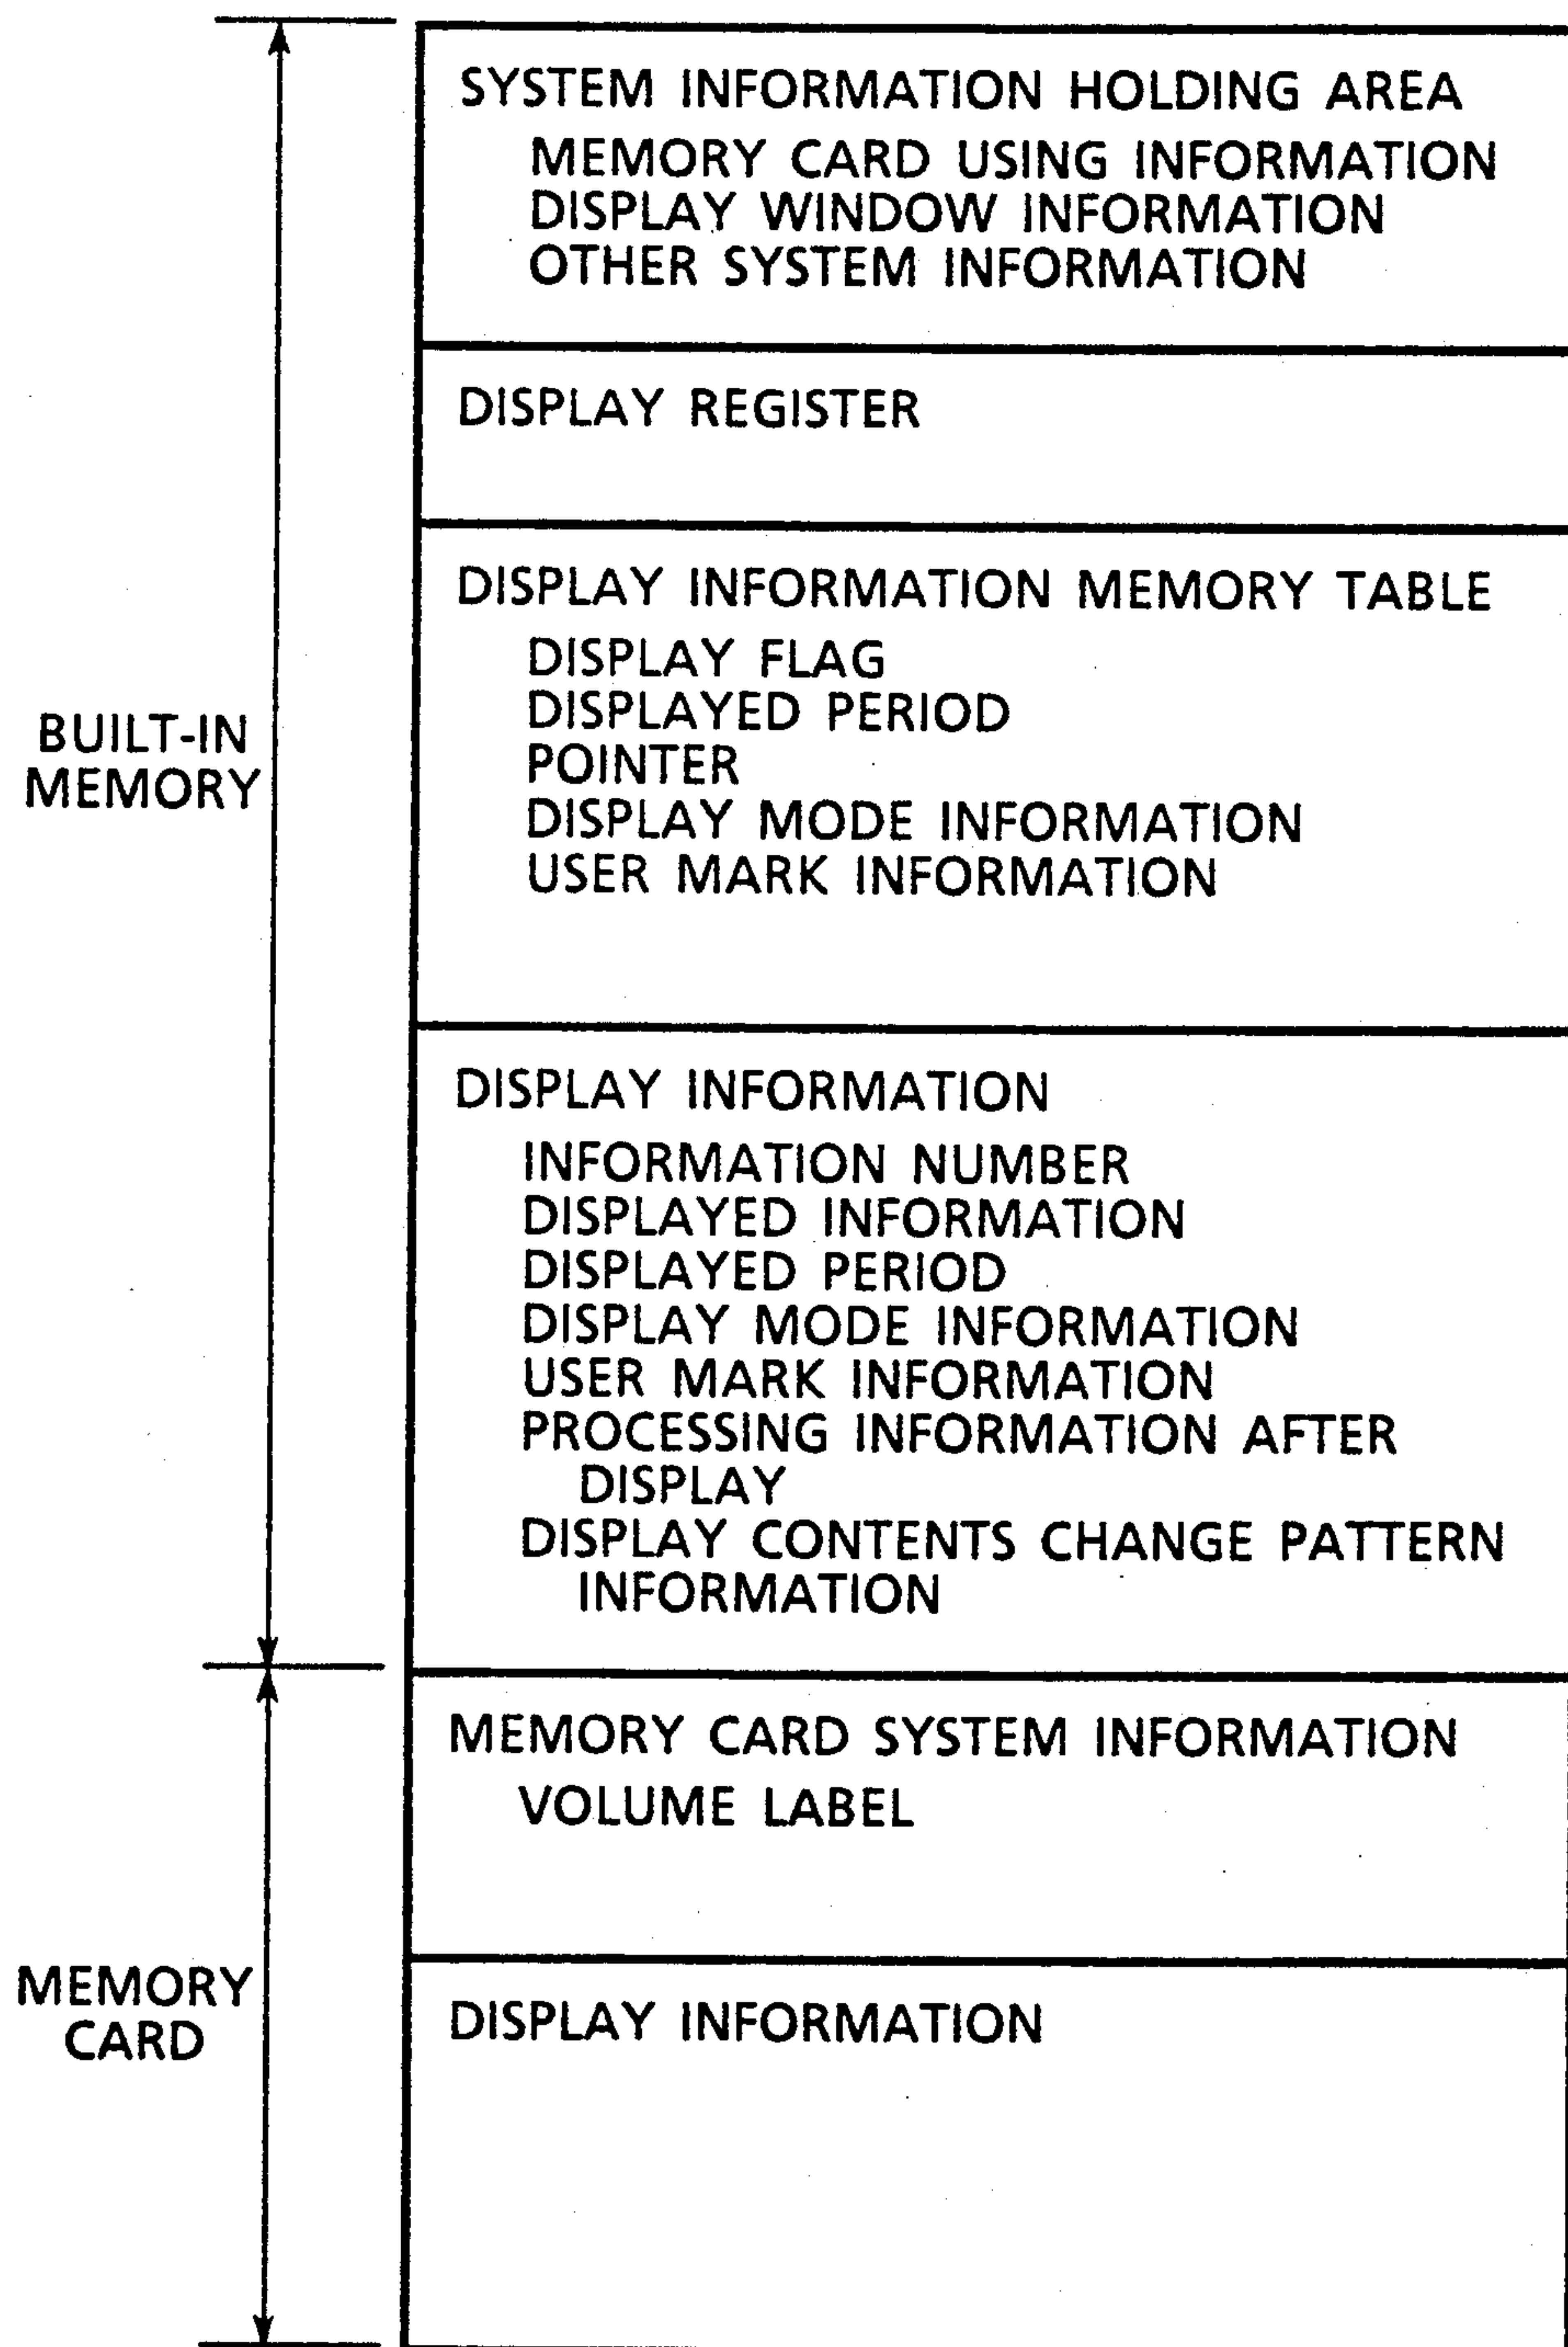 SYSTEM INFORMATION HOLDING AREA
MEMORY CARD USING INFORMATION
DISPLAY WINDOW INFORMATION
OTHER SYSTEM INFORMATION
DISPLAY REGISTER
DISPLAY INFORMATION MEMORY TABLE
DISPLAY FLAG
DISPLAYED PERIOD
POINTER
DISPLAY MODE INFORMATION
USER MARK INFORMATION
BUILT-IN
MEMORY
DISPLAY INFORMATION
INFORMATION NUMBER
DISPLAYED INFORMATION
DISPLAYED PERIOD
DISPLAY MODE INFORMATION
USER MARK INFORMATION
PROCESSING INFORMATION AFTER
DISPLAY
DISPLAY CONTENTS CHANGE PATTERN
INFORMATION
MEMORY CARD SYSTEM INFORMATION
VOLUME LABEL
MEMORY
CARD
DISPLAY INFORMATION